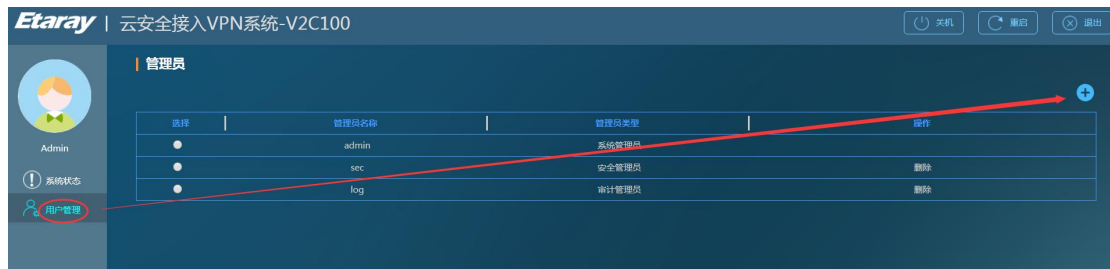 Etaray | 云安全接入VPN系统-V2C100 关机 重启 退出
管理员
选择 管理员名称 管理员类型 操作
Admin
admin 系统管理员
sec 安全管理员 删除
系统状态
log 审计管理员 删除
用户管理